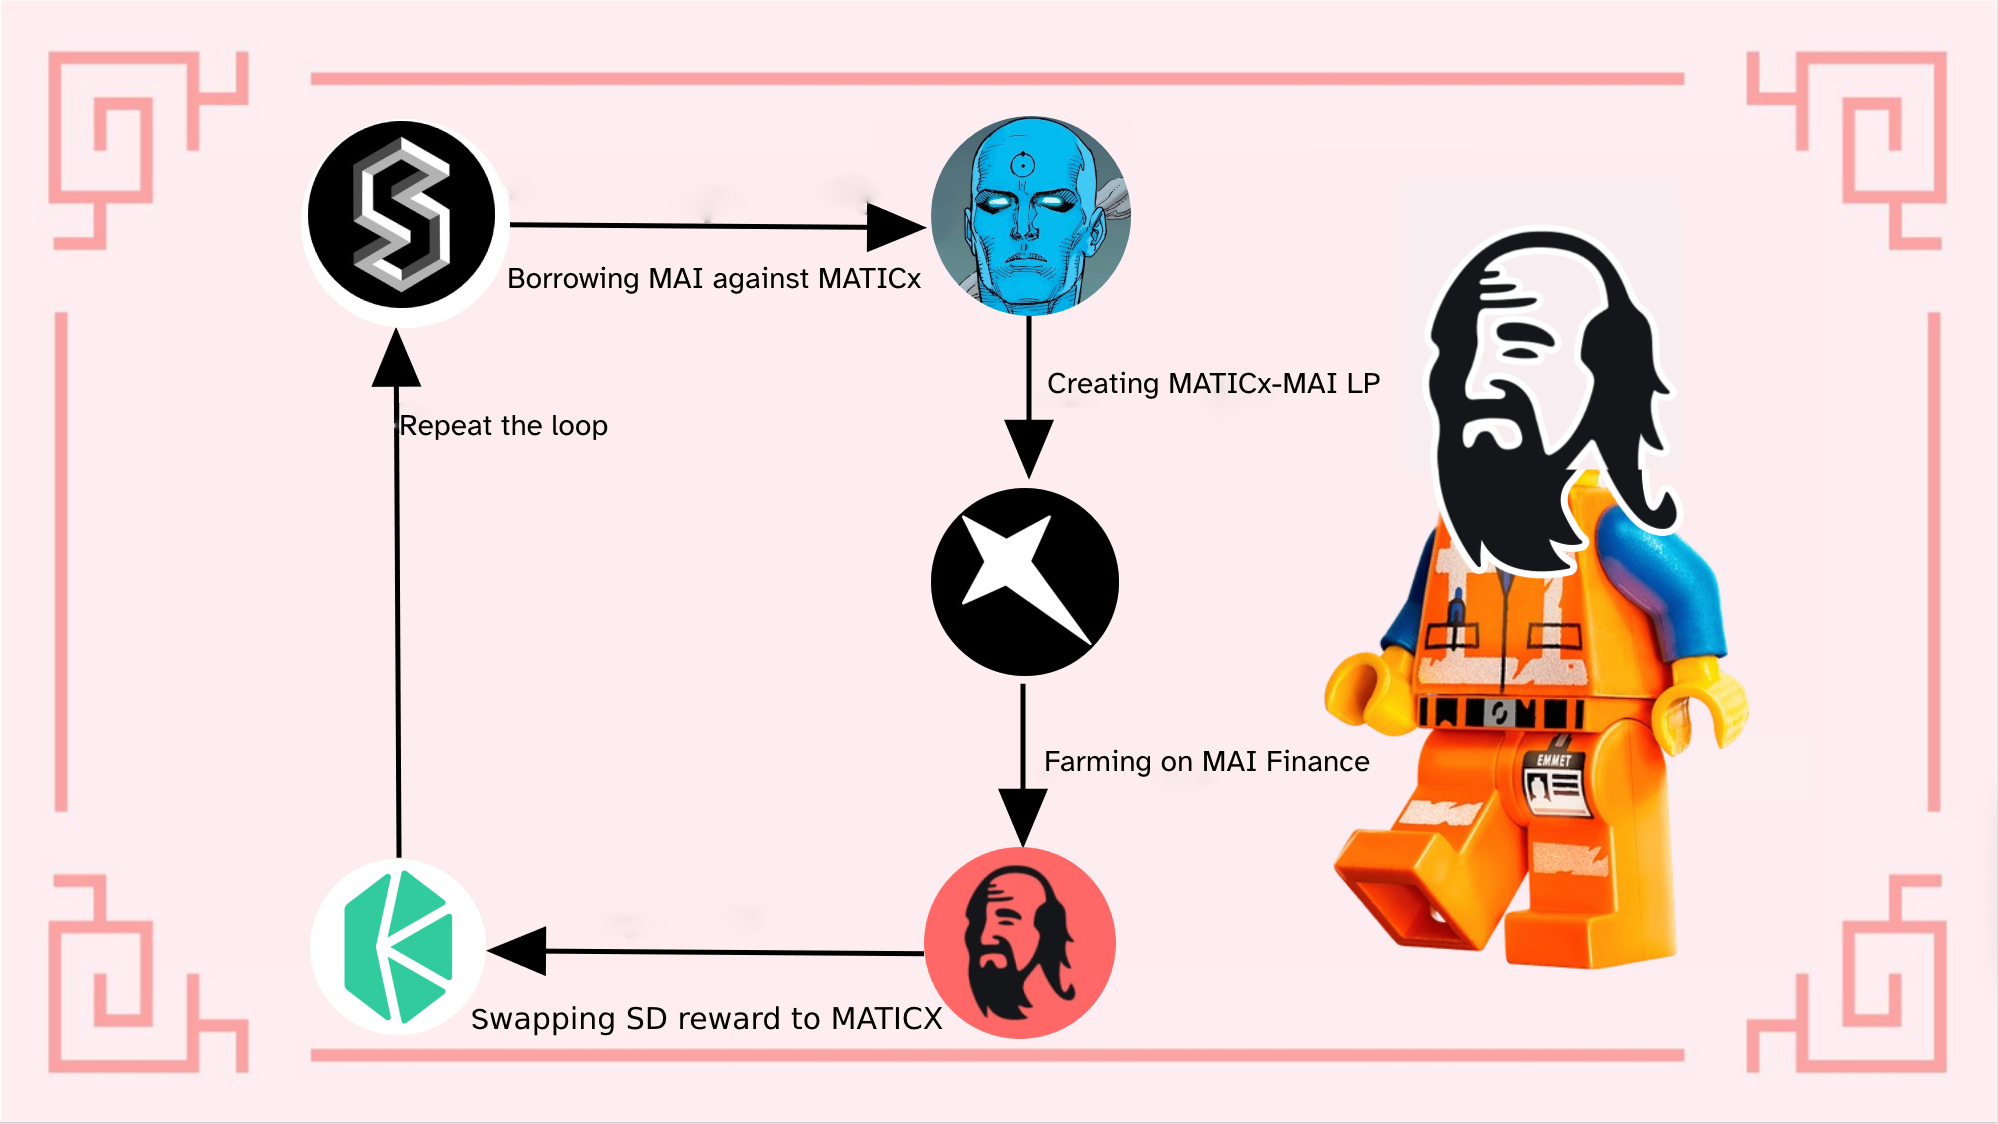 Borrowing MAI against MATICx
Creating MATICx-MAI LP
Repeat the loop
Farming on MAI Finance
EMMET
Swapping SD reward to MATICX